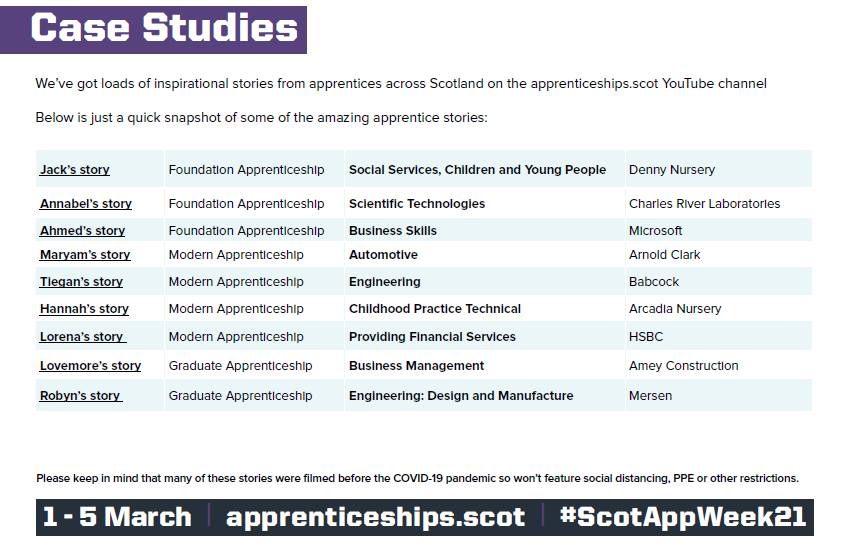 Case Studies
We've got loads of inspirational stories from apprentices across Scotland on the apprenticeships.scot YouTube channel
Below is just a quick snapshot of some of the amazing apprentice stories:
Jack's story Foundation Apprenticeship Social Services, Children and Young People Denny Nursery
Annabel's story Foundation Apprenticeship Scientific Technologies Charles River Laboratories
Ahmed's story Foundation Apprenticeship Business Skills Microsoft
Maryam's story Modern Apprenticeship Automotive Arnold Clark
Tiegan's story Modern Apprenticeship Engineering Babcock
Hannah's story Modern Apprenticeship Childhood Practice Technical Arcadia Nursery
Lorena's story Modern Apprenticeship Providing Financial Services HSBC
Lovemore's story Graduate Apprenticeship Business Management Amey Construction
Robyn's story Graduate Apprenticeship Engineering: Design and Manufacture Mersen
Please keep in mind that many of these stories were filmed before the COVID-19 pandemic so won't feature social distancing, PPE or other restrictions.
1 - 5 March | apprenticeships.scot | #ScotAppWeek21